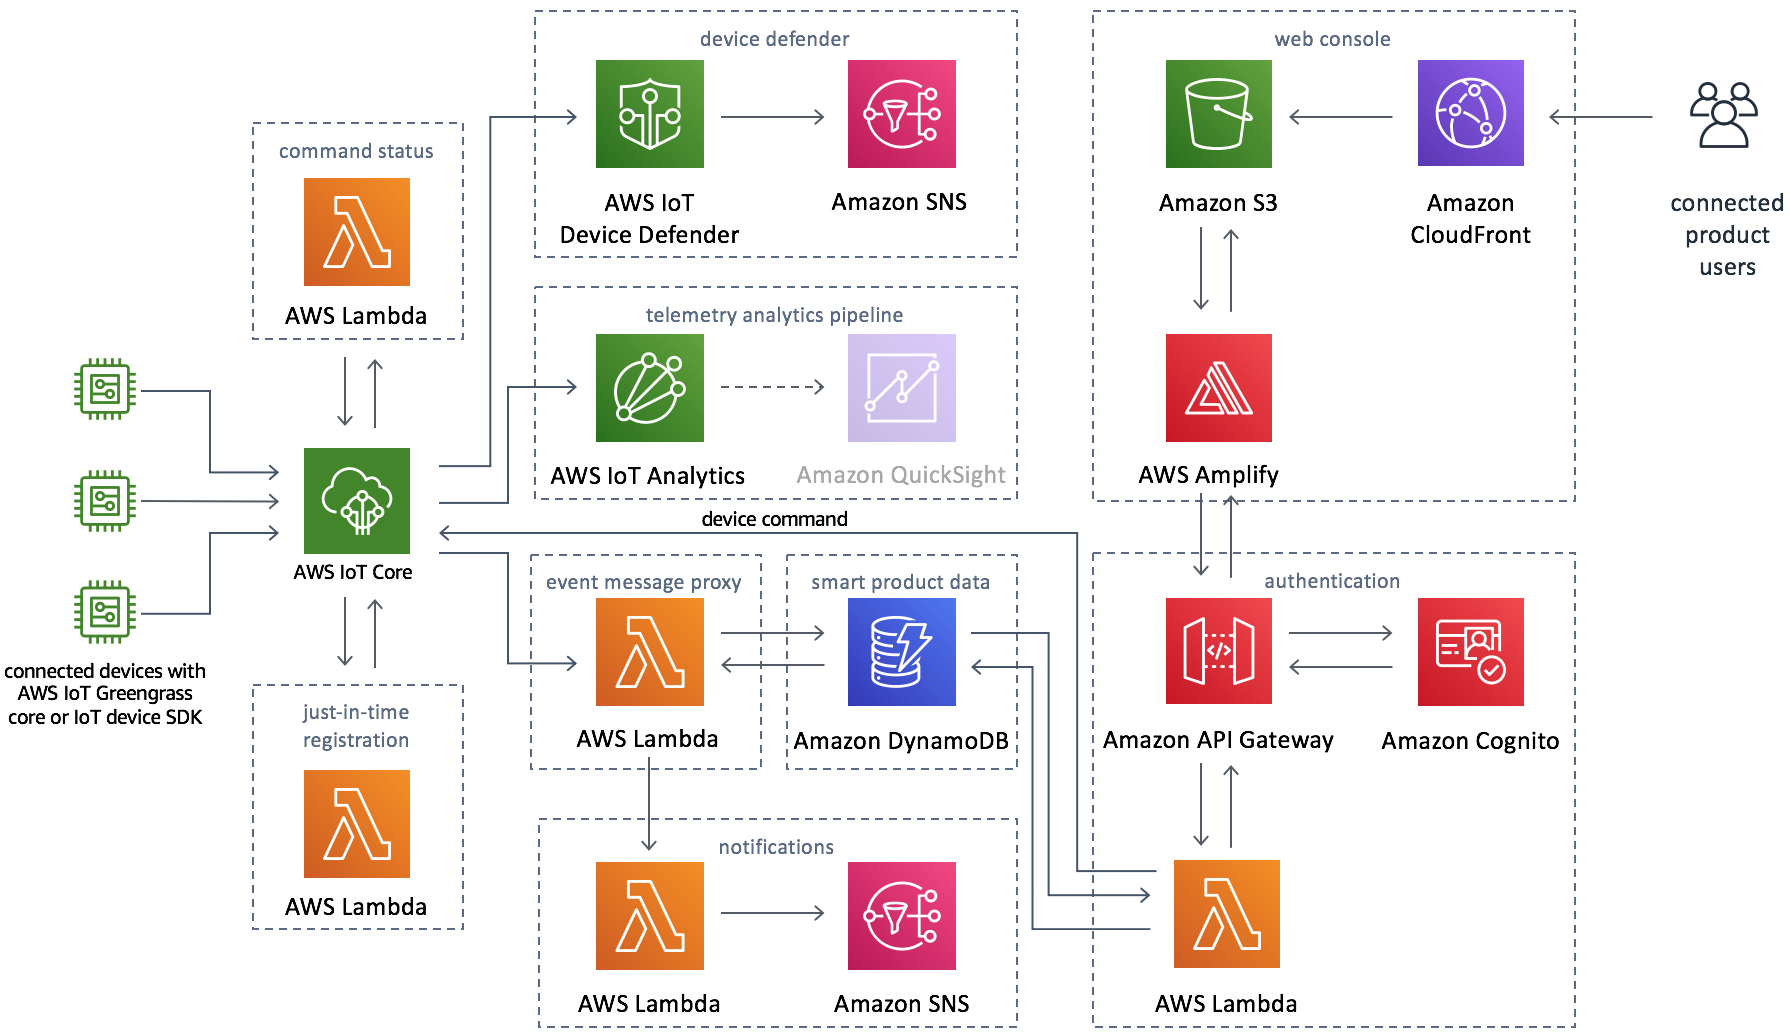 device defender
AWS IoT
Device Defender
Amazon SNS
web console
Amazon S3
Amazon
CloudFront
connected
product
users
command status
AWS Lambda
telemetry analytics pipeline
AWS IoT Analytics
Amazon QuickSight
AWS Amplify
device command
AWS IoT Core
connected devices with
AWS IoT Greengrass
core or IoT device SDK
event message proxy
AWS Lambda
smart product data
Amazon DynamoDB
authentication
Amazon API Gateway
Amazon Cognito
just-in-time
registration
AWS Lambda
notifications
AWS Lambda
Amazon SNS
AWS Lambda